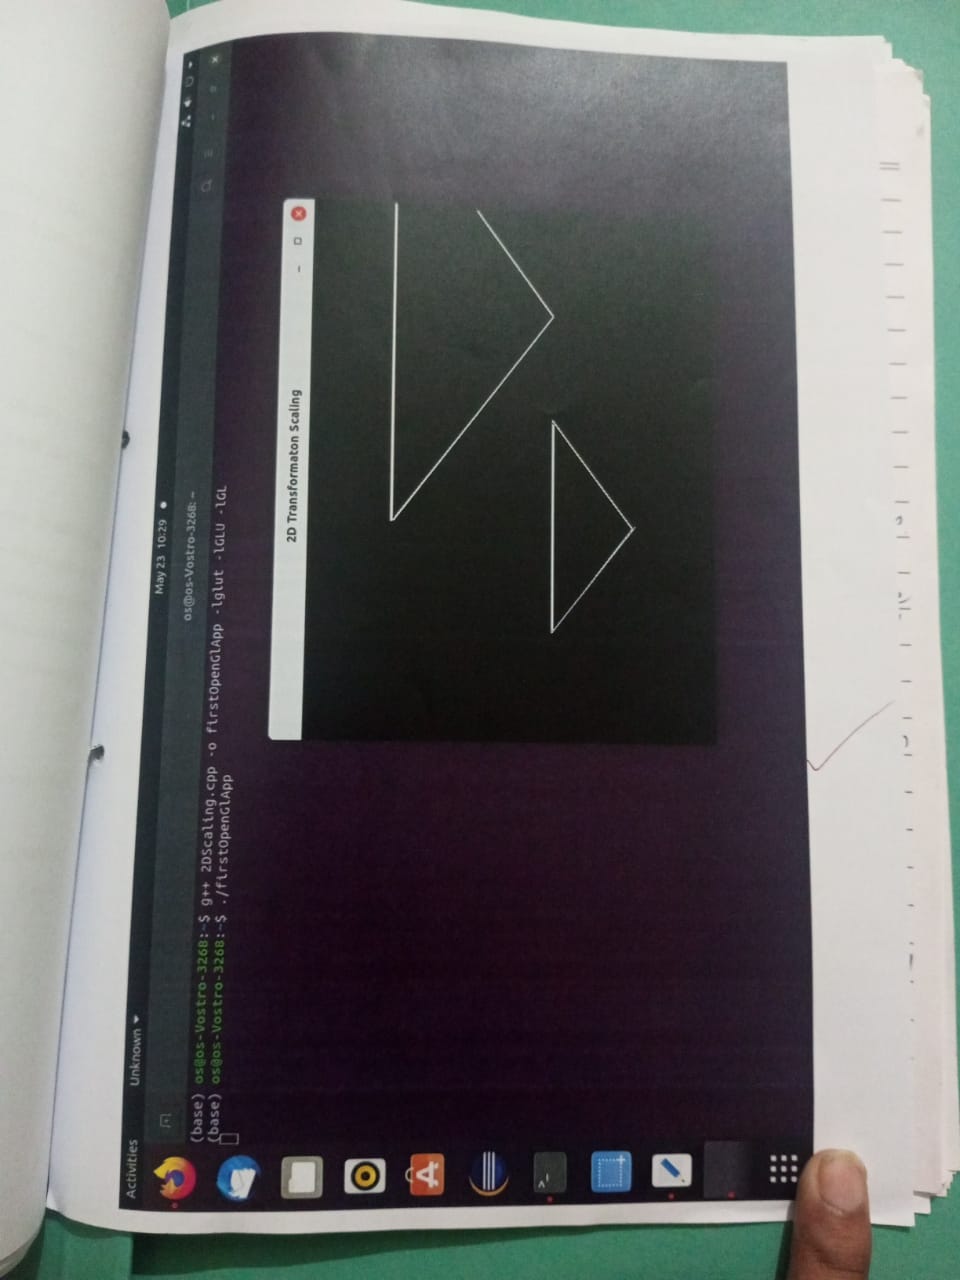 Activities
Unknown
May 23 10:29
os@os-Vostro-3268: ~
(base) os@os-Vostro-3268:~$ g++ 2DScaling.cpp -o firstOpenGlApp -lglut -lGLU -lGL
(base) os@os-Vostro-3268:~$ ./firstOpenGlApp
2D Transformaton Scaling